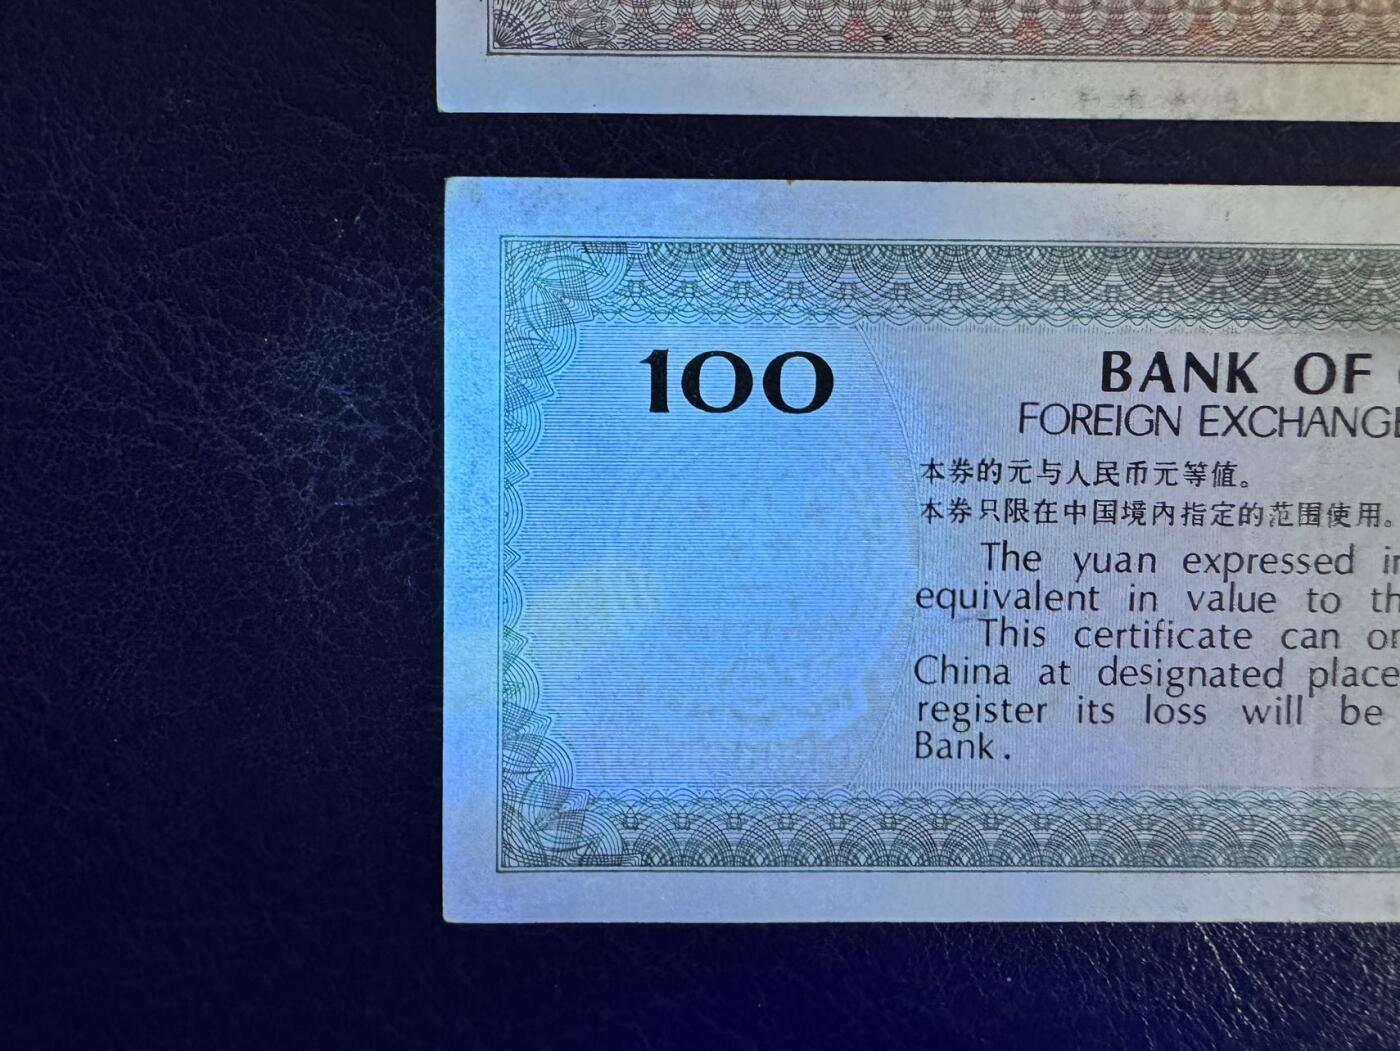 100
BANK OF
FOREIGN EXCHANGE
本券的元与人民币元等值。
本券只限在中国境内指定的范围使用。
The yuan expressed
equivalent in value to
This certificate can
China at designated
register its loss will be
Bank.